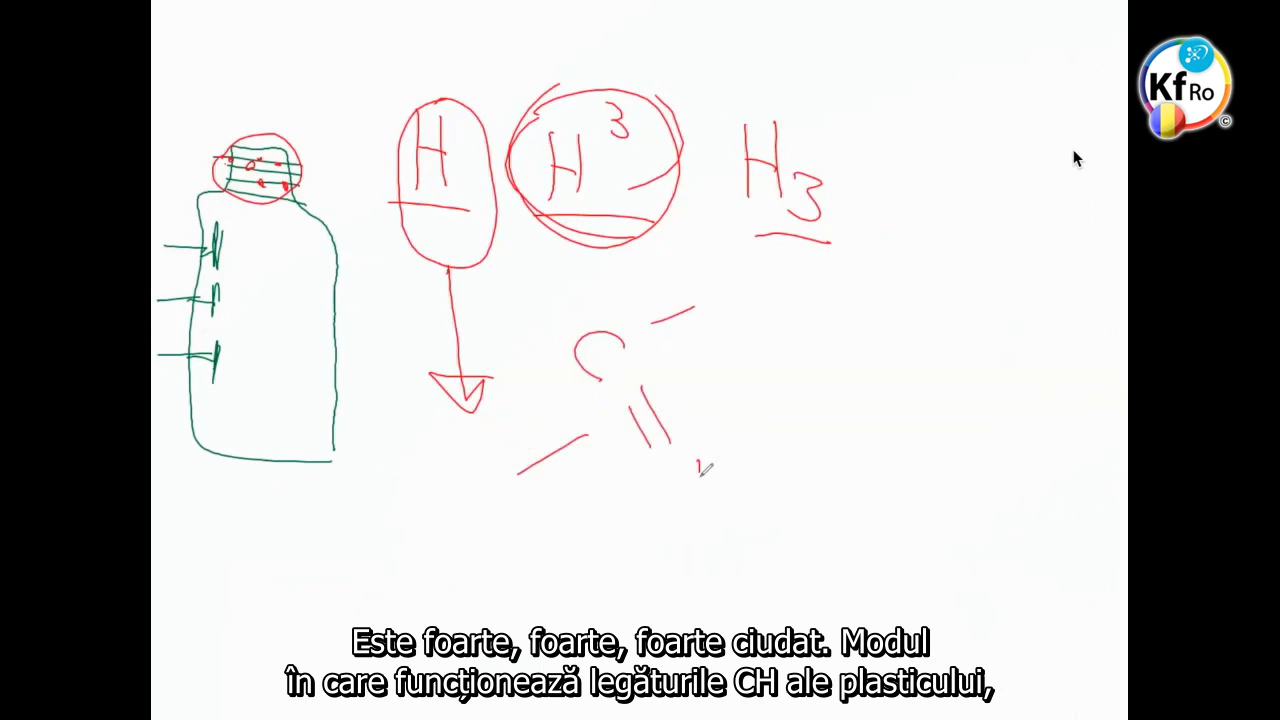 Kf Ro
©
H H³ H₃
C
Este foarte, foarte, foarte ciudat. Modul
în care funcționează legăturile CH ale plasticului,